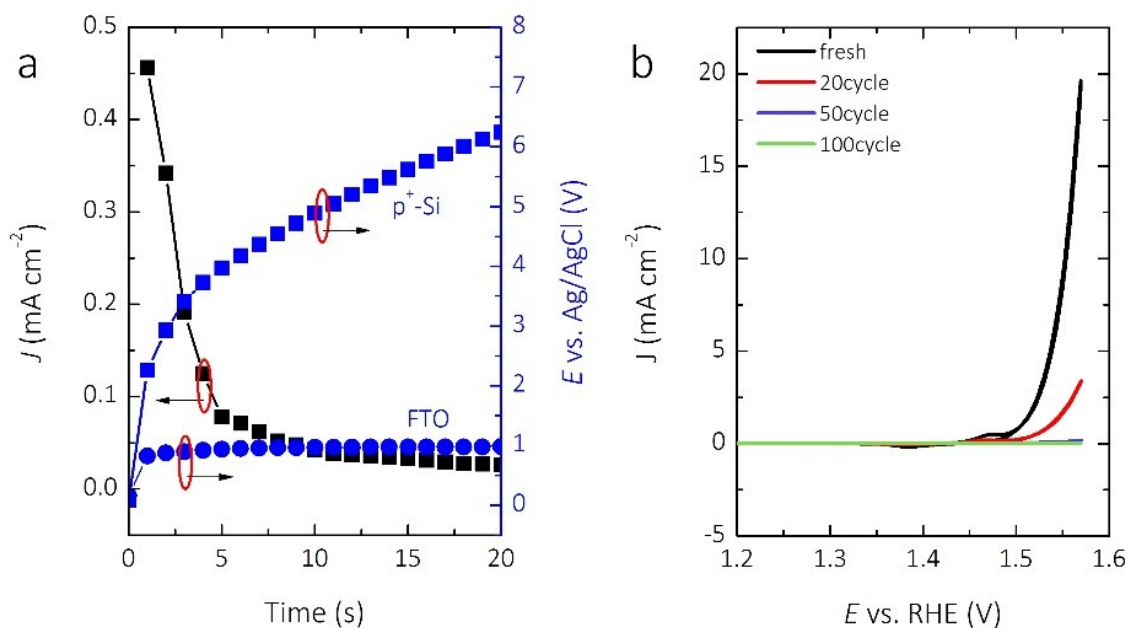 a
0.5
0.4
0.3
0.2
0.1
0.0
J (mA cm⁻²)
0
5
10
15
20
Time (s)
8
7
6
5
4
3
2
1
0
E vs. Ag/AgCl (V)
p⁺-Si
FTO
b
20
15
10
5
0
-5
J (mA cm⁻²)
fresh
20cycle
50cycle
100cycle
1.2
1.3
1.4
1.5
1.6
E vs. RHE (V)